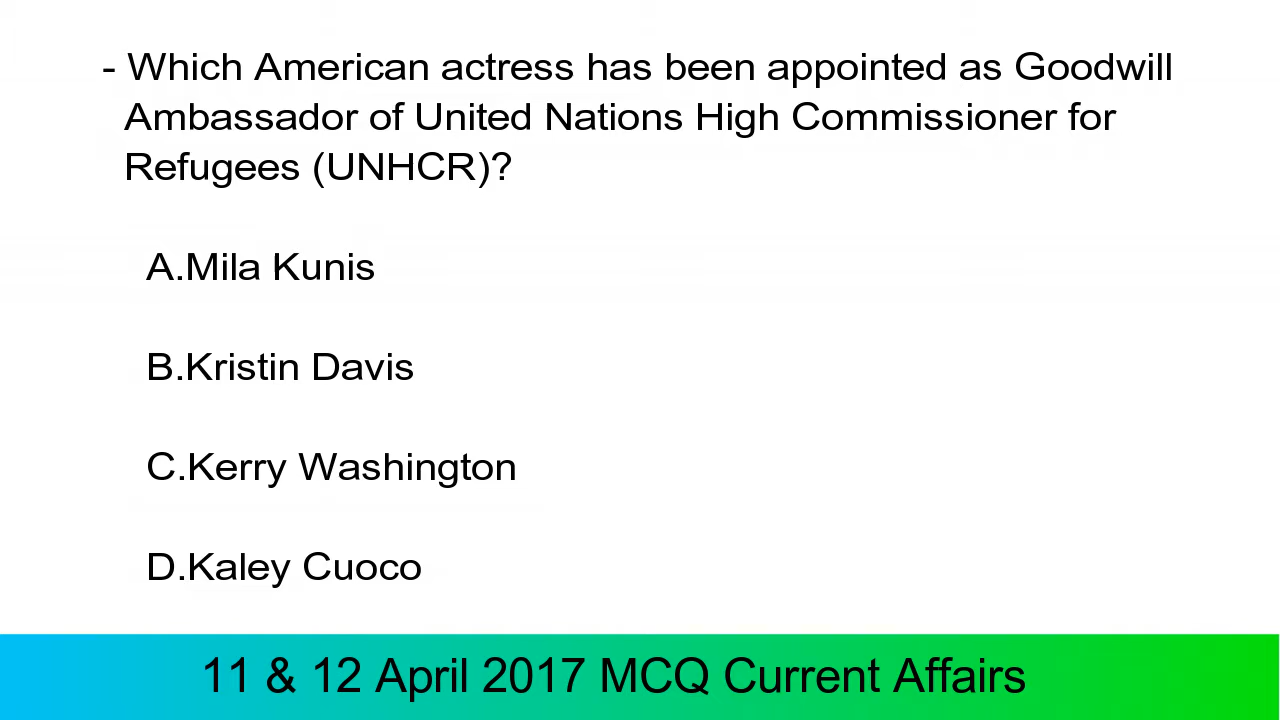 - Which American actress has been appointed as Goodwill
Ambassador of United Nations High Commissioner for
Refugees (UNHCR)?
A.Mila Kunis
B.Kristin Davis
C.Kerry Washington
D.Kaley Cuoco
11 & 12 April 2017 MCQ Current Affairs